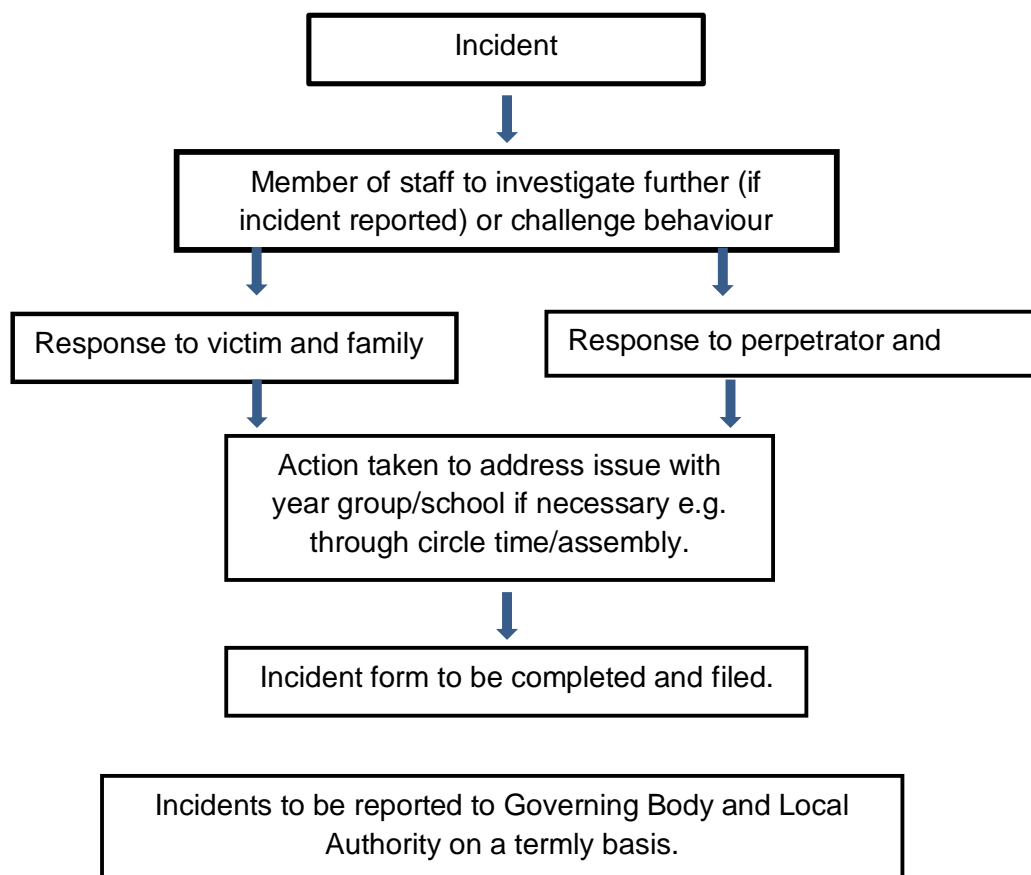 Incident
Member of staff to investigate further (if
incident reported) or challenge behaviour
Response to victim and family
Response to perpetrator and
Action taken to address issue with
year group/school if necessary e.g.
through circle time/assembly.
Incident form to be completed and filed.
Incidents to be reported to Governing Body and Local
Authority on a termly basis.